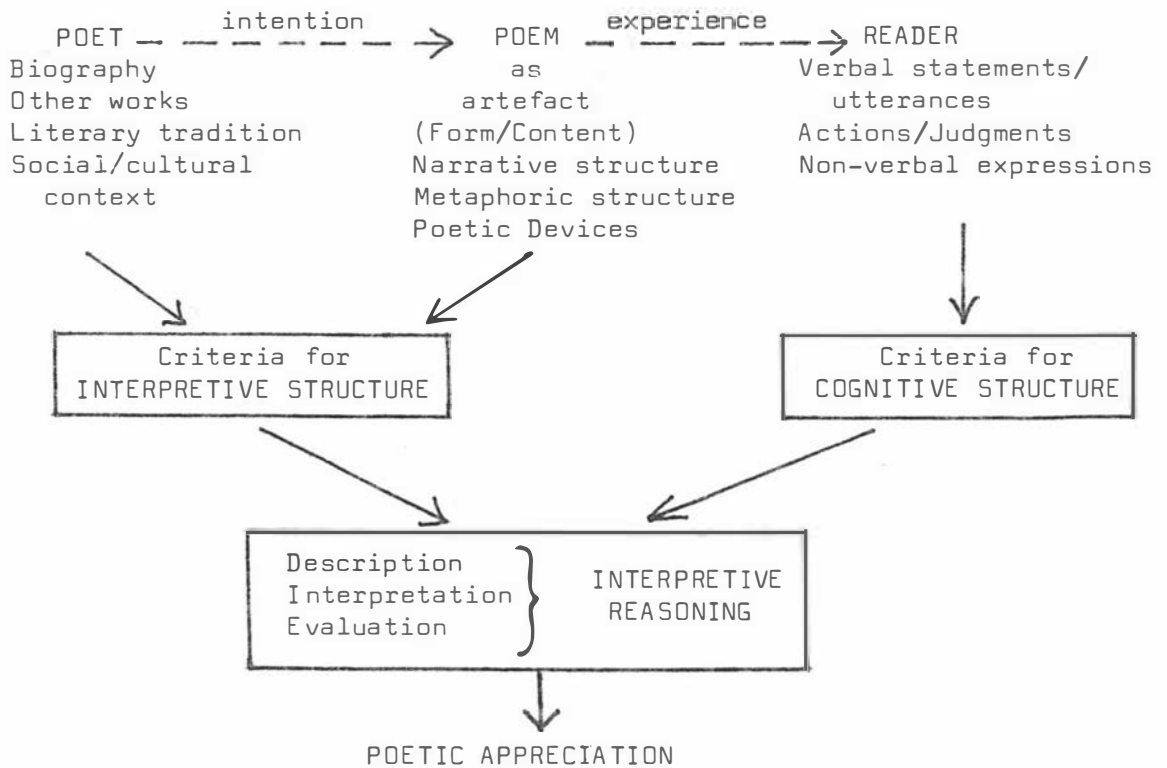 intention
experience
POET
POEM
READER
Biography
Other works
Literary tradition
Social/cultural
context
as
artefact
(Form/Content)
Narrative structure
Metaphoric structure
Poetic Devices
Verbal statements/
utterances
Actions/Judgments
Non-verbal expressions
Criteria for
INTERPRETIVE STRUCTURE
Criteria for
COGNITIVE STRUCTURE
Description
Interpretation
Evaluation
INTERPRETIVE
REASONING
POETIC APPRECIATION